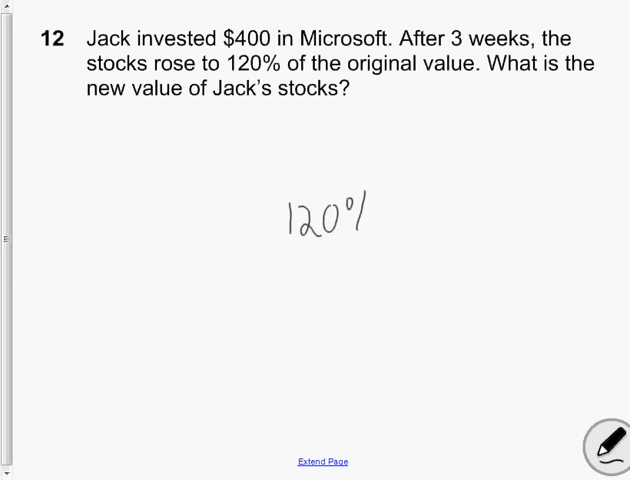 12 Jack invested $400 in Microsoft. After 3 weeks, the
stocks rose to 120% of the original value. What is the
new value of Jack's stocks?
120%
Extend Page